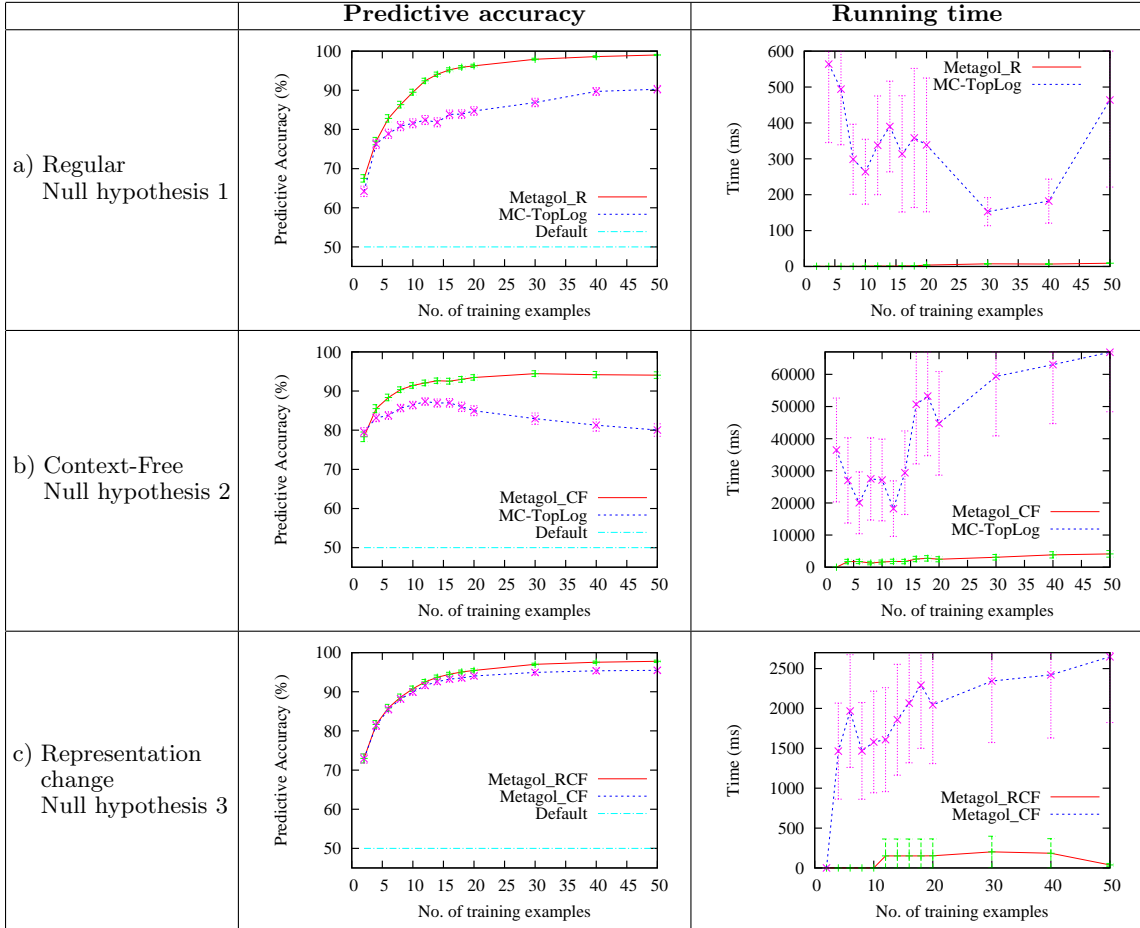 Predictive accuracy
Running time
a) Regular
Null hypothesis 1
Predictive Accuracy (%)
100
90
80
70
60
50
0 5 10 15 20 25 30 35 40 45 50
No. of training examples
Metagol_R
MC-TopLog
Default
Time (ms)
600
500
400
300
200
100
0
0 5 10 15 20 25 30 35 40 45 50
No. of training examples
Metagol_R
MC-TopLog
b) Context-Free
Null hypothesis 2
Predictive Accuracy (%)
100
90
80
70
60
50
0 5 10 15 20 25 30 35 40 45 50
No. of training examples
Metagol_CF
MC-TopLog
Default
Time (ms)
60000
50000
40000
30000
20000
10000
0
0 5 10 15 20 25 30 35 40 45 50
No. of training examples
Metagol_CF
MC-TopLog
c) Representation
change
Null hypothesis 3
Predictive Accuracy (%)
100
90
80
70
60
50
0 5 10 15 20 25 30 35 40 45 50
No. of training examples
Metagol_RCF
Metagol_CF
Default
Time (ms)
2500
2000
1500
1000
500
0
0 10 20 30 40 50
No. of training examples
Metagol_RCF
Metagol_CF